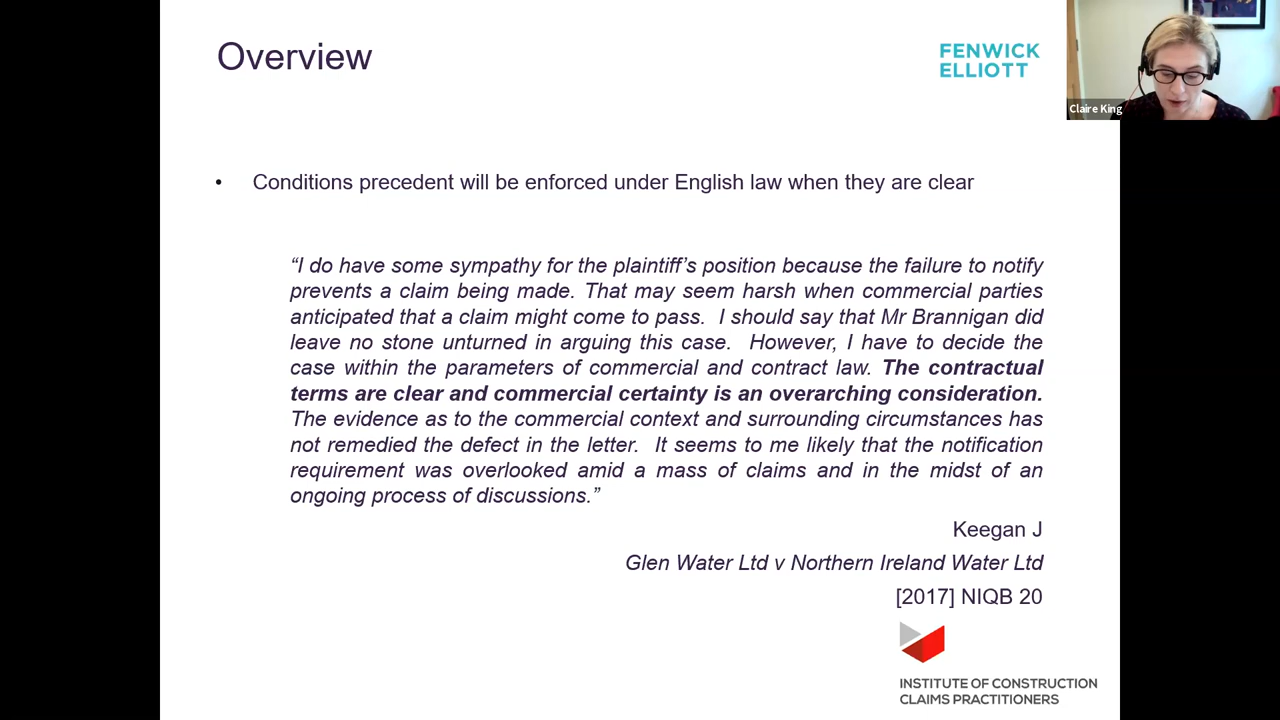 Overview
FENWICK
ELLIOTT
Claire King
• Conditions precedent will be enforced under English law when they are clear
“I do have some sympathy for the plaintiff’s position because the failure to notify
prevents a claim being made. That may seem harsh when commercial parties
anticipated that a claim might come to pass. I should say that Mr Brannigan did
leave no stone unturned in arguing this case. However, I have to decide the
case within the parameters of commercial and contract law. The contractual
terms are clear and commercial certainty is an overarching consideration.
The evidence as to the commercial context and surrounding circumstances has
not remedied the defect in the letter. It seems to me likely that the notification
requirement was overlooked amid a mass of claims and in the midst of an
ongoing process of discussions.”
Keegan J
Glen Water Ltd v Northern Ireland Water Ltd
[2017] NIQB 20
INSTITUTE OF CONSTRUCTION
CLAIMS PRACTITIONERS